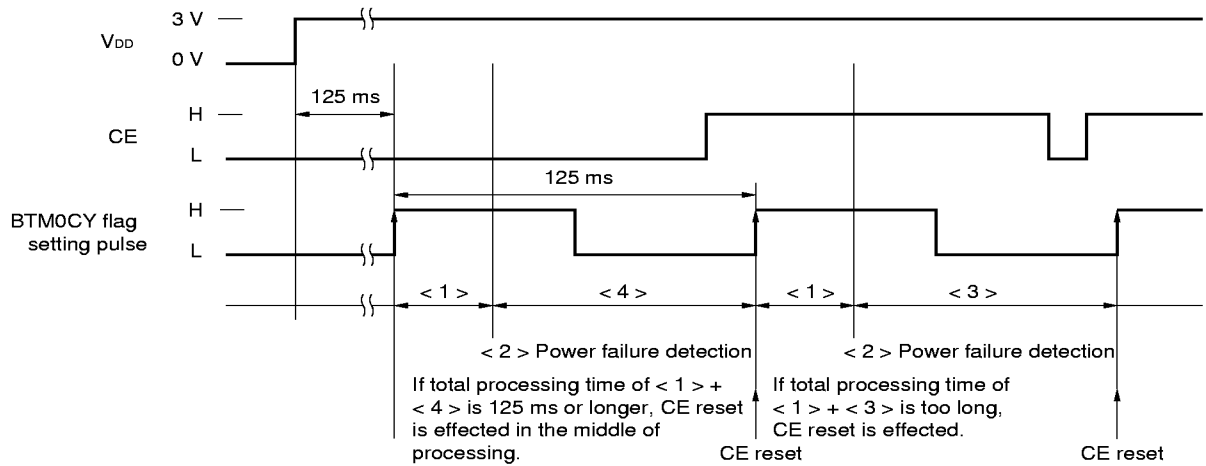 3 V
VDD
0 V
125 ms
H
CE
L
125 ms
H
BTM0CY flag
setting pulse
L
< 1 >
< 4 >
< 1 >
< 3 >
< 2 > Power failure detection
< 2 > Power failure detection
If total processing time of < 1 > +
< 4 > is 125 ms or longer, CE reset
is effected in the middle of
processing.
If total processing time of
< 1 > + < 3 > is too long,
CE reset is effected.
CE reset
CE reset